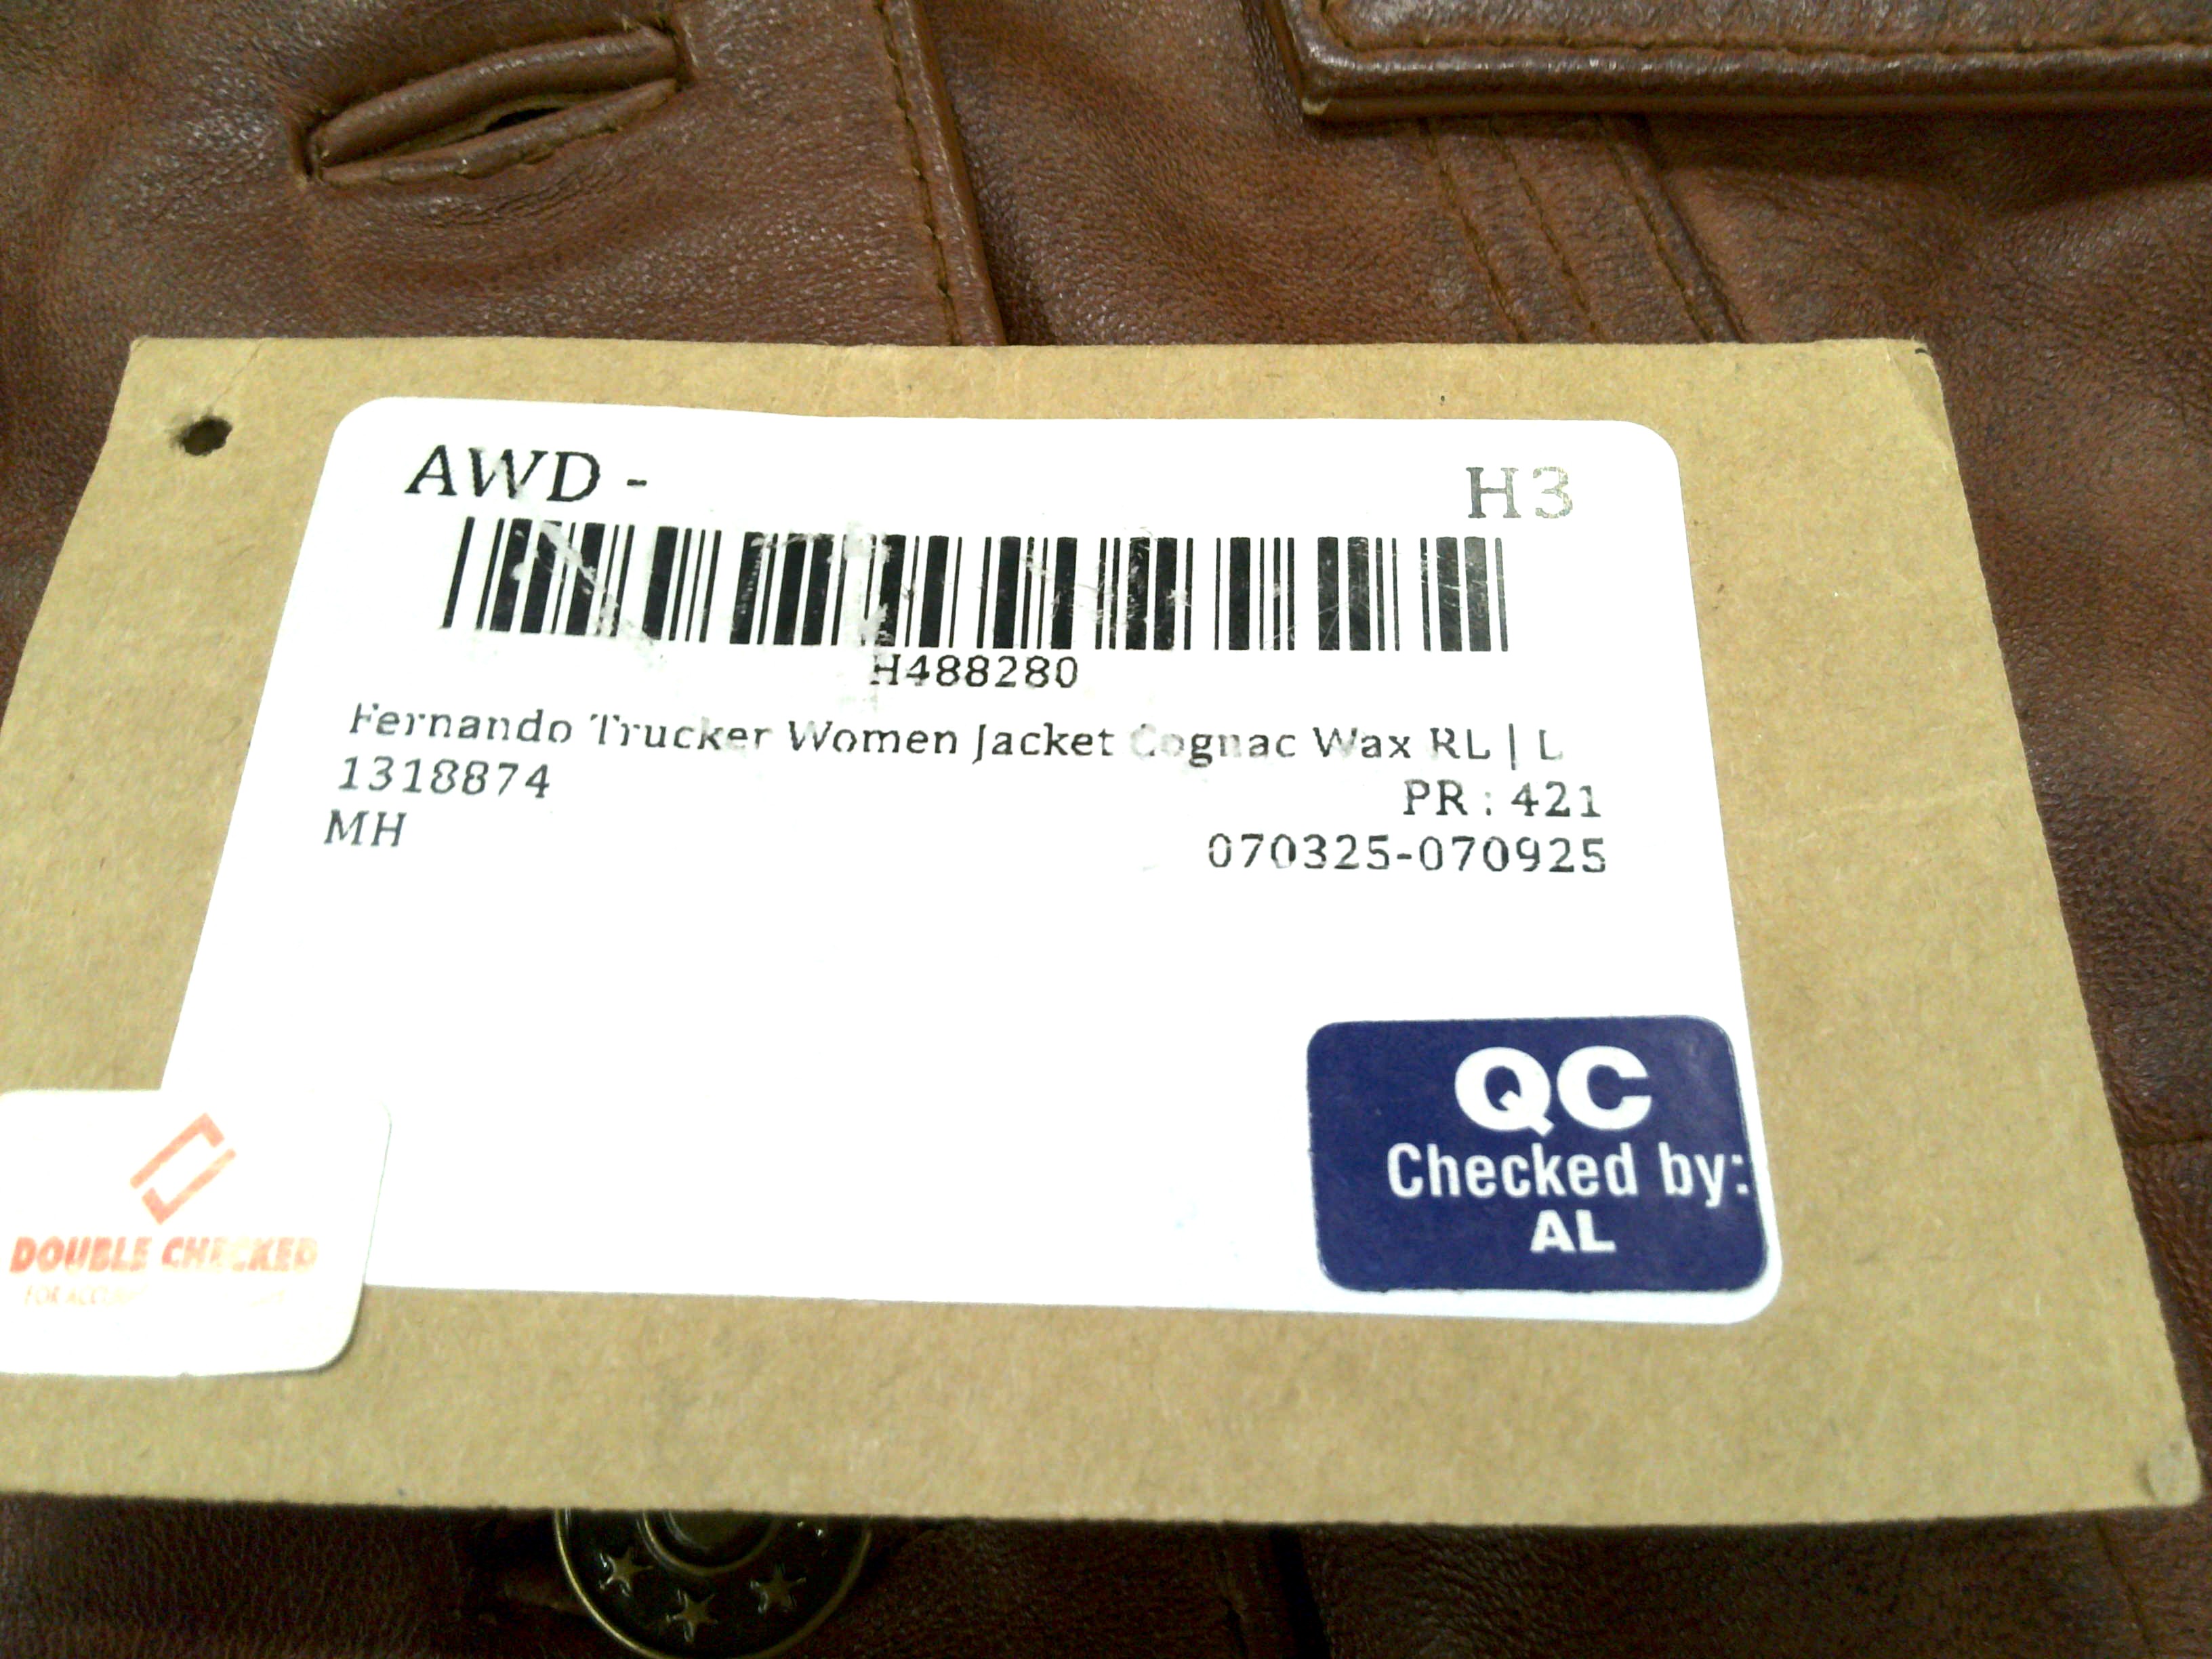 AWD - H3
H488280
Fernando Trucker Women Jacket Cognac Wax RL | L
1318874 PR : 421
MH 070325-070925
QC
Checked by:
AL
DOUBLE CHECKED
FOR